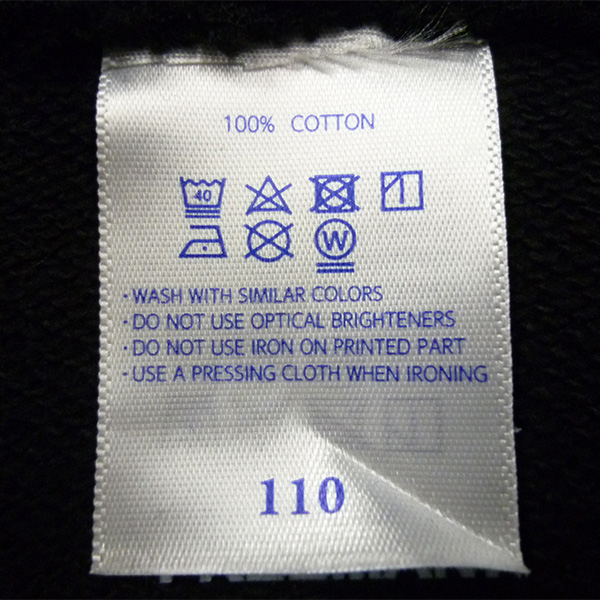 100% COTTON
40
W
· WASH WITH SIMILAR COLORS
· DO NOT USE OPTICAL BRIGHTENERS
· DO NOT USE IRON ON PRINTED PART
· USE A PRESSING CLOTH WHEN IRONING
110